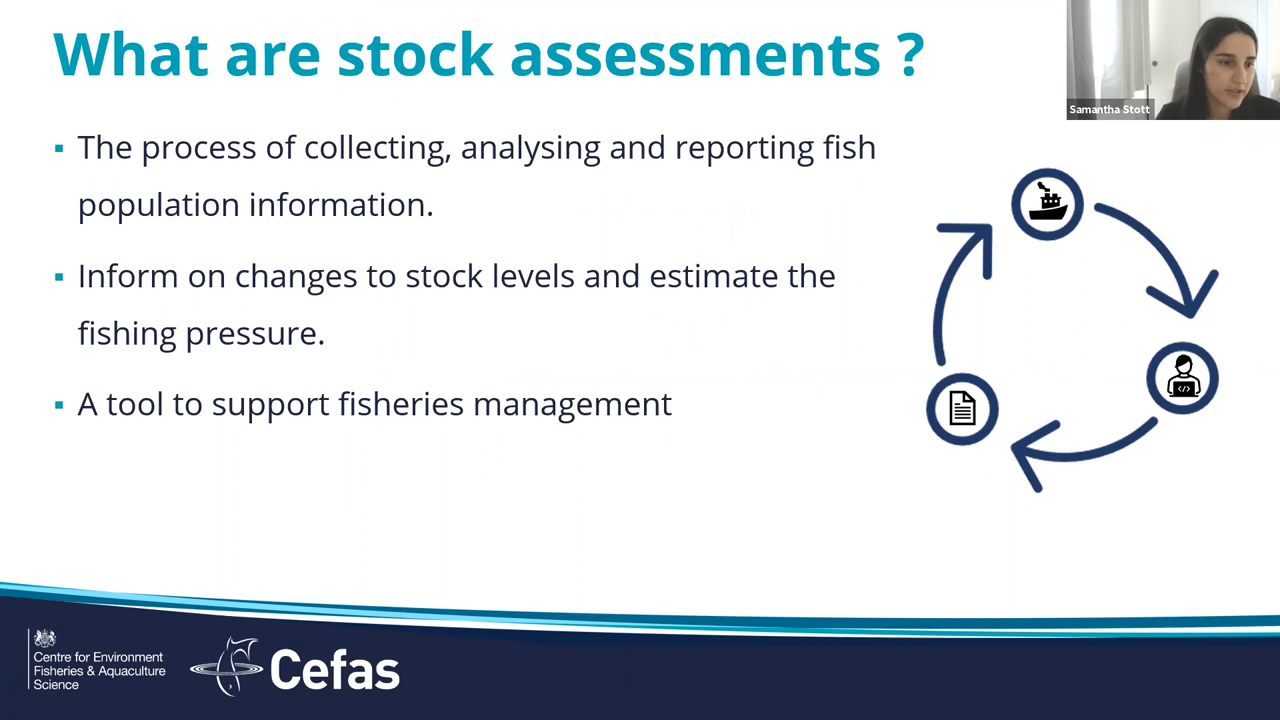 What are stock assessments ?
Samantha Stott
▪ The process of collecting, analysing and reporting fish
population information.
▪ Inform on changes to stock levels and estimate the
fishing pressure.
▪ A tool to support fisheries management
</>
Centre for Environment
Fisheries & Aquaculture
Science
Cefas